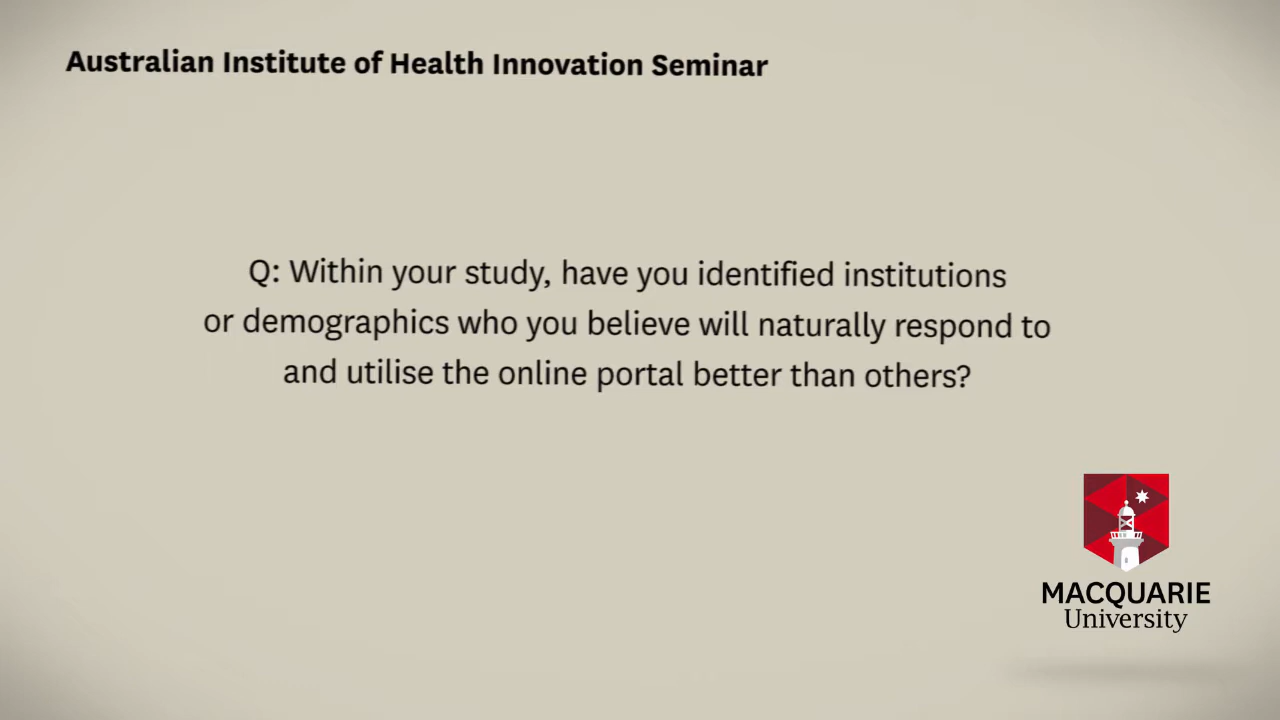 Australian Institute of Health Innovation Seminar
Q: Within your study, have you identified institutions
or demographics who you believe will naturally respond to
and utilise the online portal better than others?
MACQUARIE
University